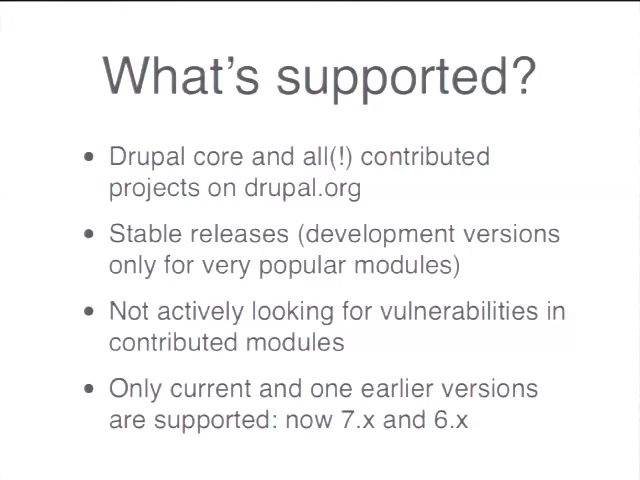 What's supported?
• Drupal core and all(!) contributed
projects on drupal.org
• Stable releases (development versions
only for very popular modules)
• Not actively looking for vulnerabilities in
contributed modules
• Only current and one earlier versions
are supported: now 7.x and 6.x